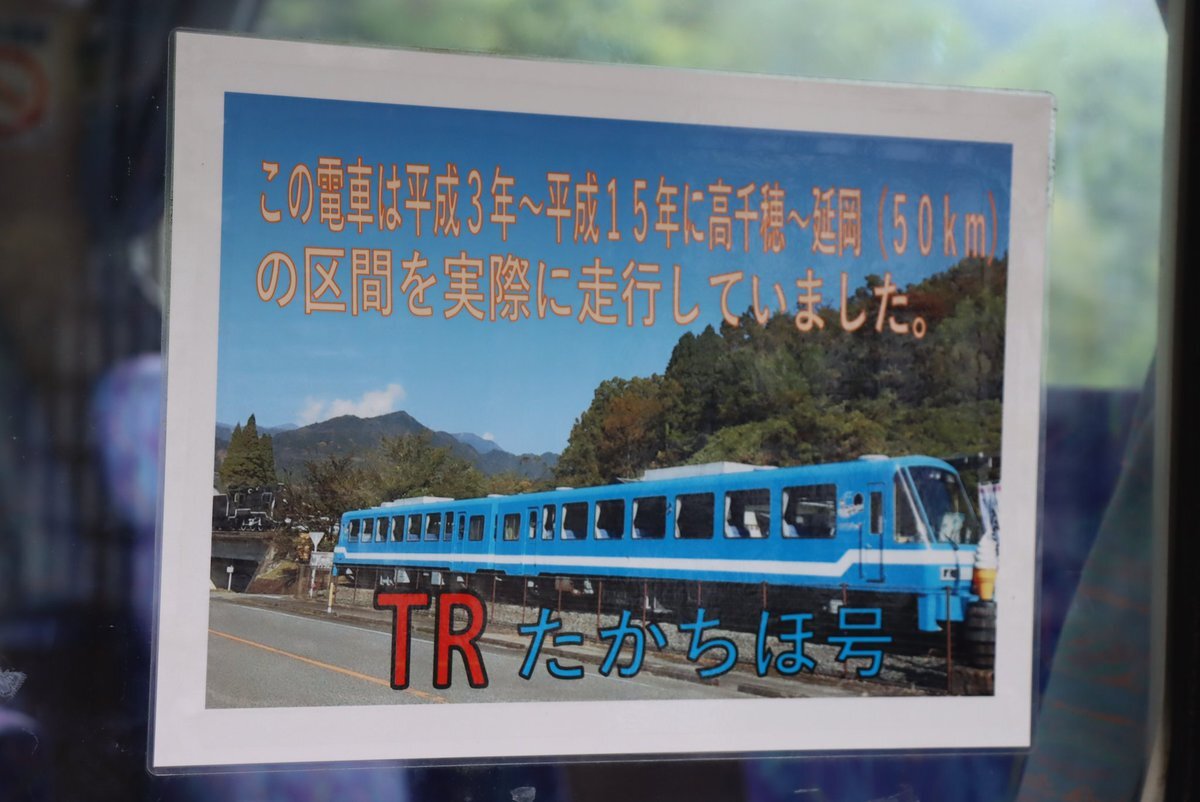 この電車は平成３年～平成１５年に高千穂～延岡（５０ｋｍ）
の区間を実際に走行していました。
TR たかちほ号